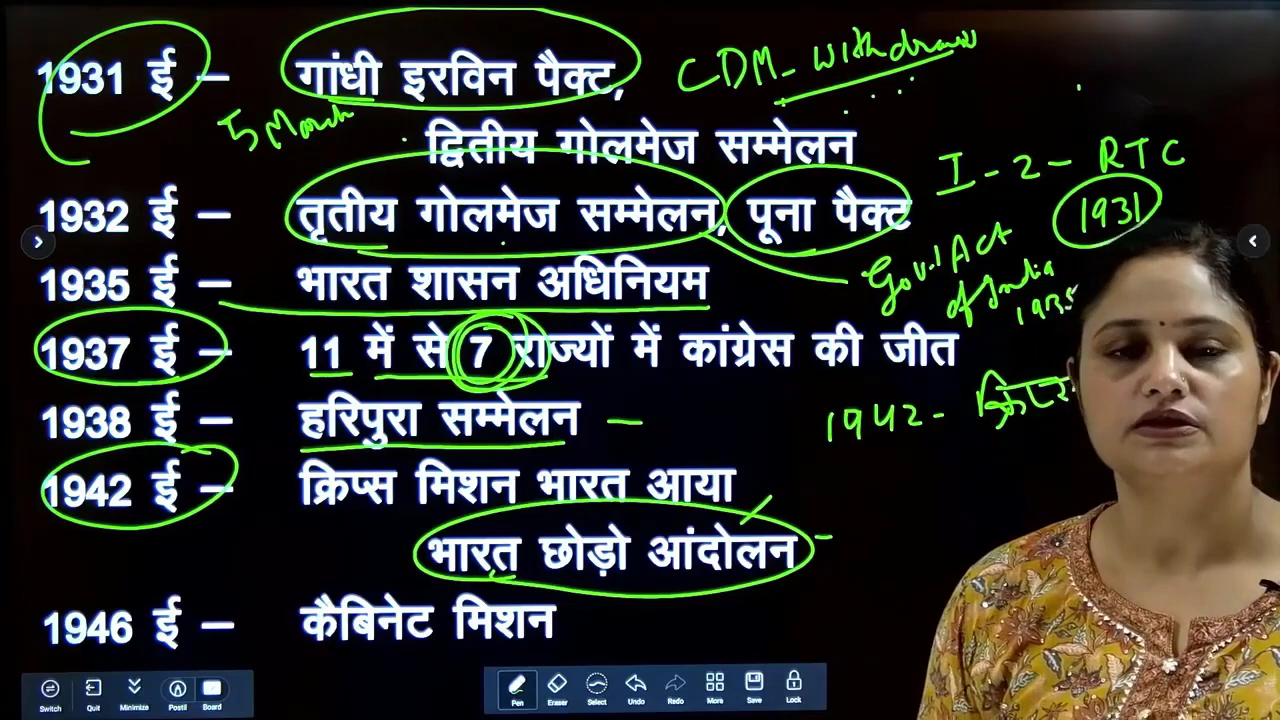 1931 ई – गांधी इरविन पैक्ट, CDM – withdraw
5 March
द्वितीय गोलमेज सम्मेलन
I - 2 - RTC
1931
1932 ई – तृतीय गोलमेज सम्मेलन, पूना पैक्ट
Govt Act
of India
1935
1935 ई – भारत शासन अधिनियम
1937 ई – 11 में से 7 राज्यों में कांग्रेस की जीत
1938 ई – हरिपुरा सम्मेलन –
1942 -
1942 ई – क्रिप्स मिशन भारत आया
भारत छोड़ो आंदोलन -
1946 ई – कैबिनेट मिशन
Switch Quit Minimize PostIl Board
Pen Eraser Select Undo Redo More Save Lock